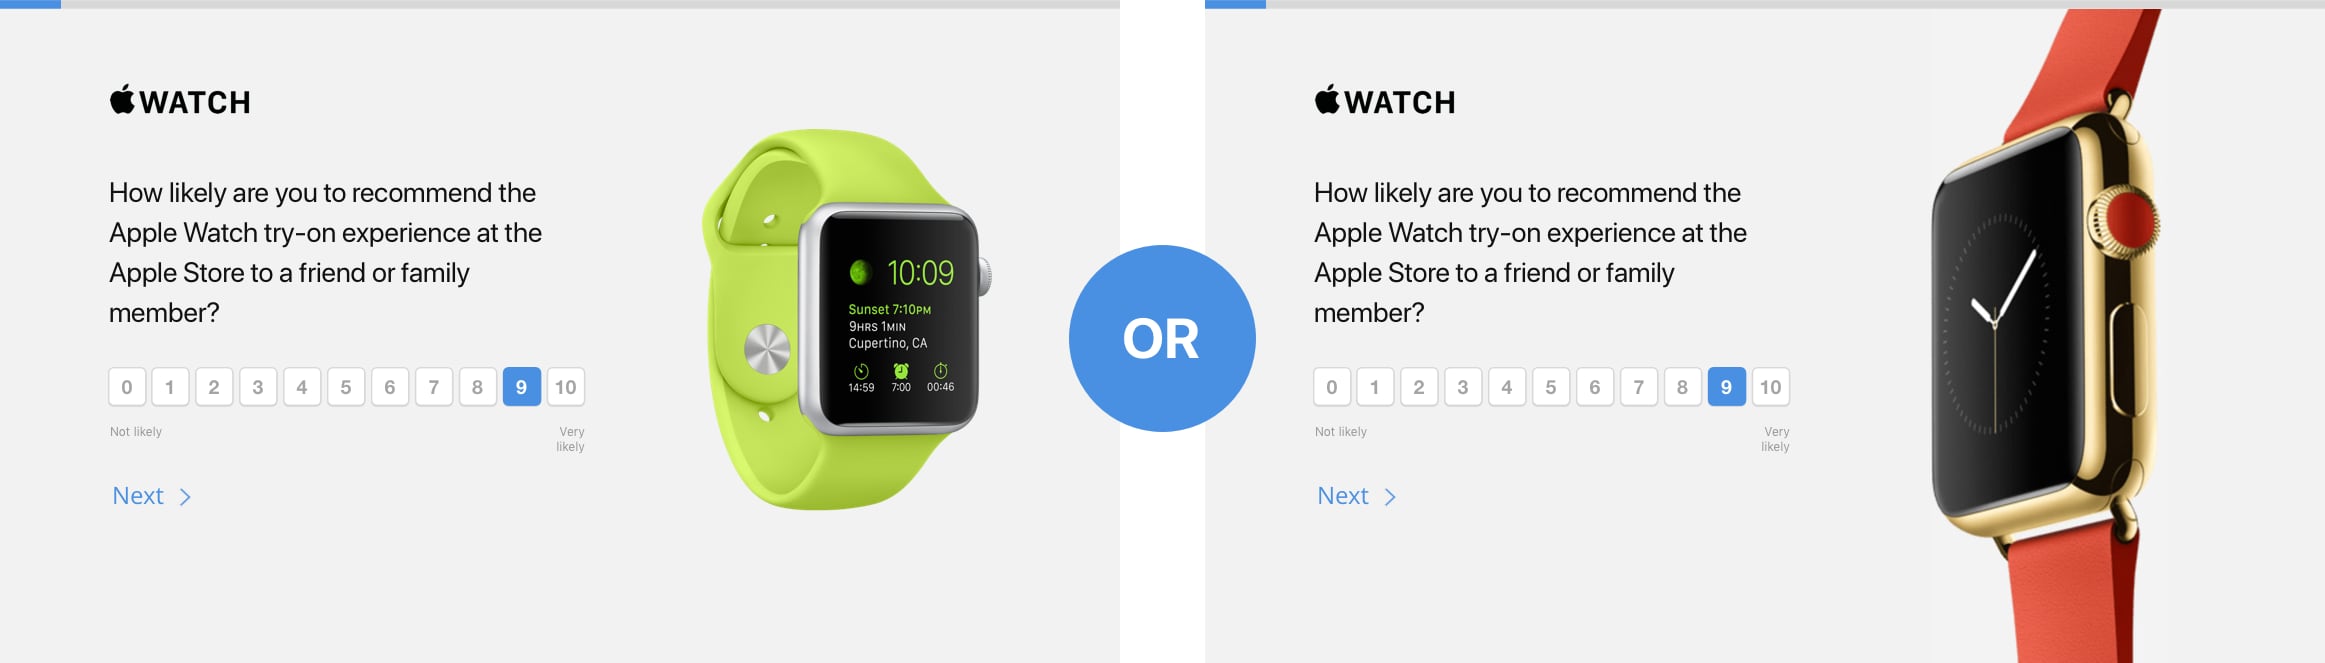 WATCH
How likely are you to recommend the
Apple Watch try-on experience at the
Apple Store to a friend or family
member?
0 1 2 3 4 5 6 7 8 9 10
Not likely
Very
likely
Next >
10:09
Sunset 7:10PM
9HRS 1MIN
Cupertino, CA
14:59 7:00 00:46
OR
WATCH
How likely are you to recommend the
Apple Watch try-on experience at the
Apple Store to a friend or family
member?
0 1 2 3 4 5 6 7 8 9 10
Not likely
Very
likely
Next >